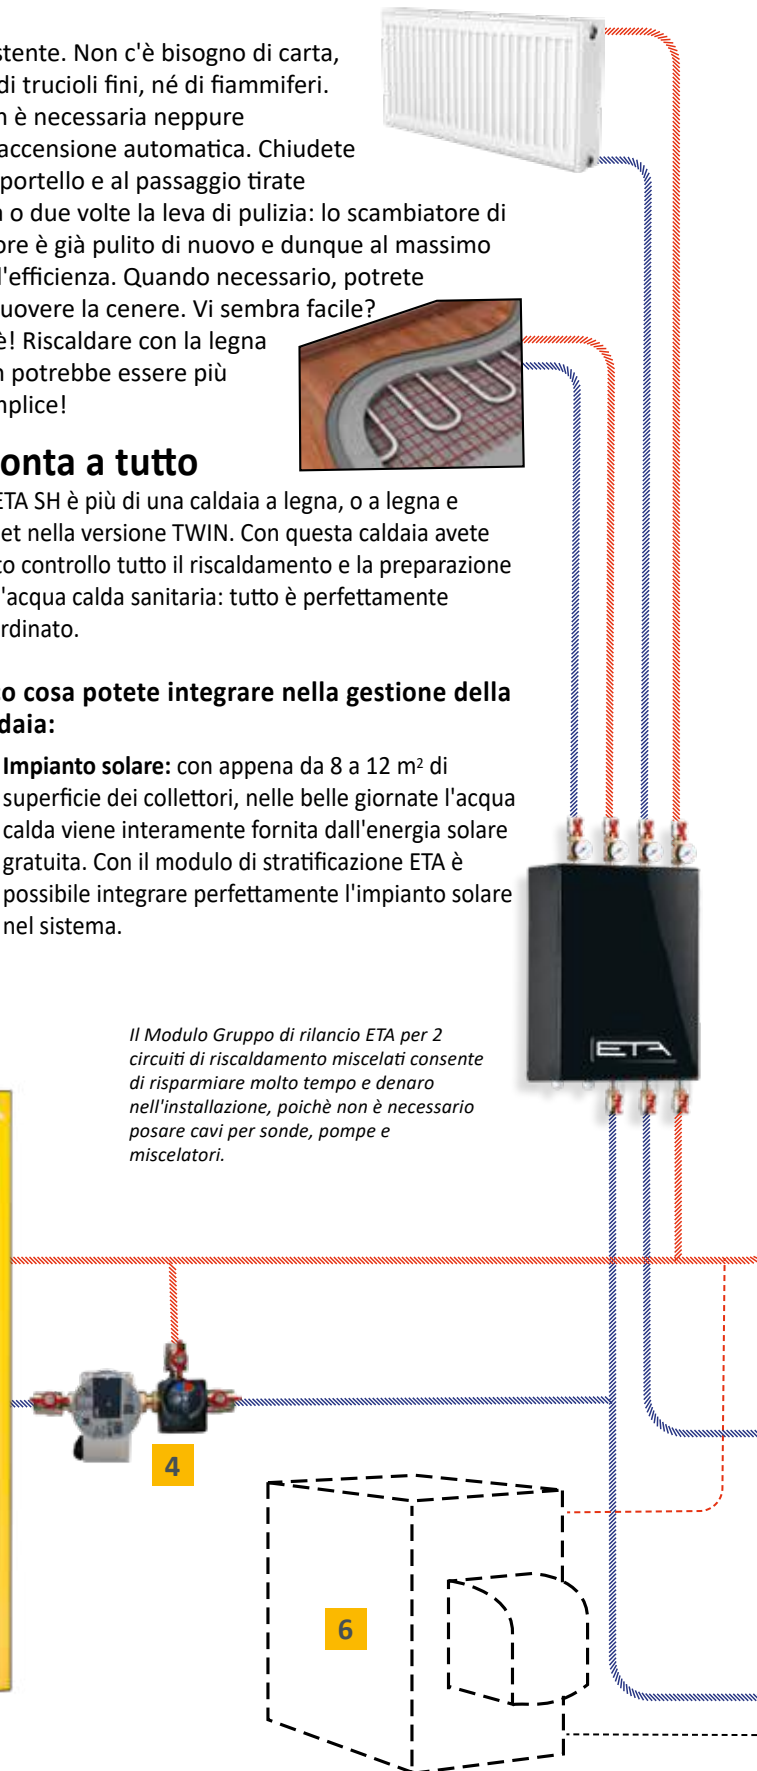 stente. Non c'è bisogno di carta,
di trucioli fini, né di fiammiferi.
n è necessaria neppure
accensione automatica. Chiudete
portello e al passaggio tirate
a o due volte la leva di pulizia: lo scambiatore di
ore è già pulito di nuovo e dunque al massimo
l'efficienza. Quando necessario, potrete
uovere la cenere. Vi sembra facile?
è! Riscaldare con la legna
n potrebbe essere più
mplice!
onta a tutto
ETA SH è più di una caldaia a legna, o a legna e
et nella versione TWIN. Con questa caldaia avete
to controllo tutto il riscaldamento e la preparazione
l'acqua calda sanitaria: tutto è perfettamente
rdinato.
co cosa potete integrare nella gestione della
daia:
Impianto solare: con appena da 8 a 12 m² di
superficie dei collettori, nelle belle giornate l'acqua
calda viene interamente fornita dall'energia solare
gratuita. Con il modulo di stratificazione ETA è
possibile integrare perfettamente l'impianto solare
nel sistema.
Il Modulo Gruppo di rilancio ETA per 2
circuiti di riscaldamento miscelati consente
di risparmiare molto tempo e denaro
nell'installazione, poichè non è necessario
posare cavi per sonde, pompe e
miscelatori.
ETA
4
6